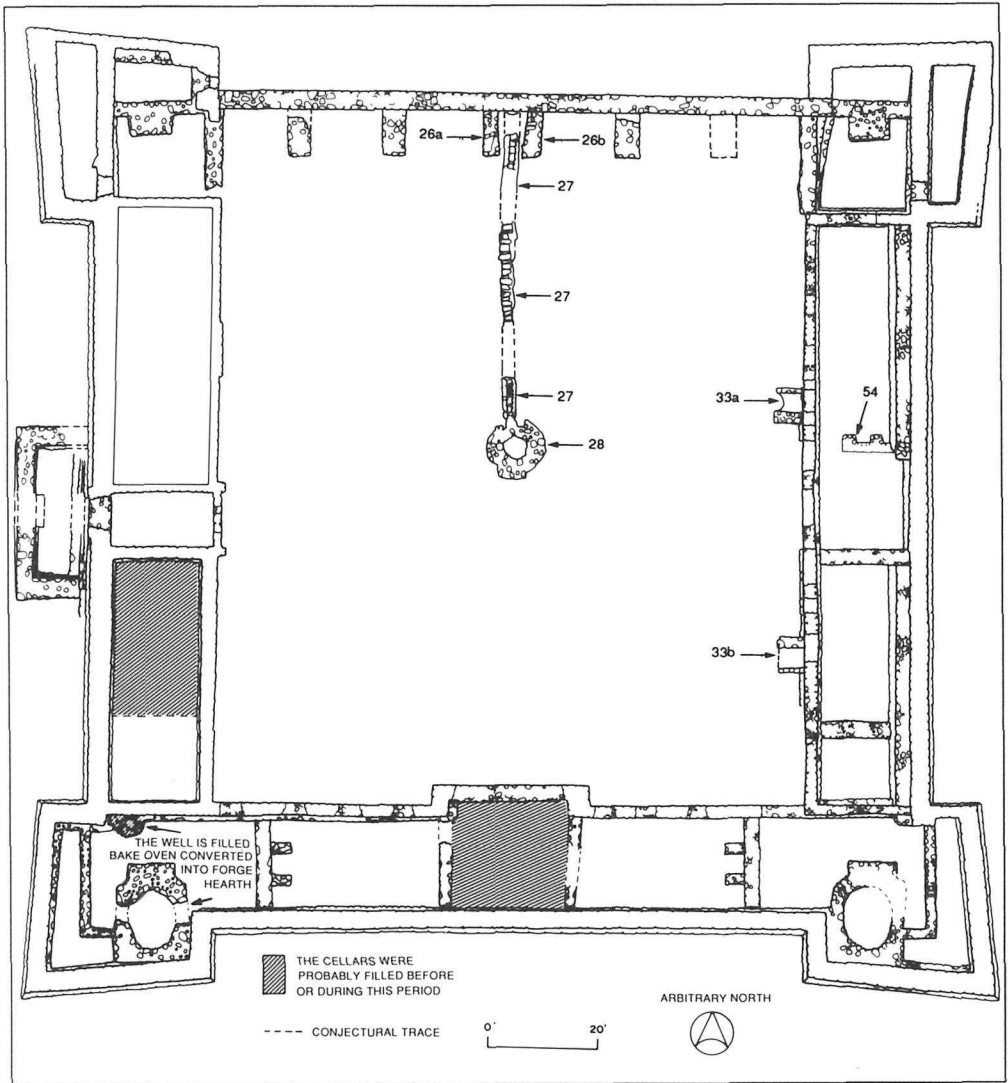 26a
26b
27
27
27
28
33a
54
33b
THE WELL IS FILLED
BAKE OVEN CONVERTED
INTO FORGE
HEARTH
THE CELLARS WERE
PROBABLY FILLED BEFORE
OR DURING THIS PERIOD
CONJECTURAL TRACE
0'
20'
ARBITRARY NORTH